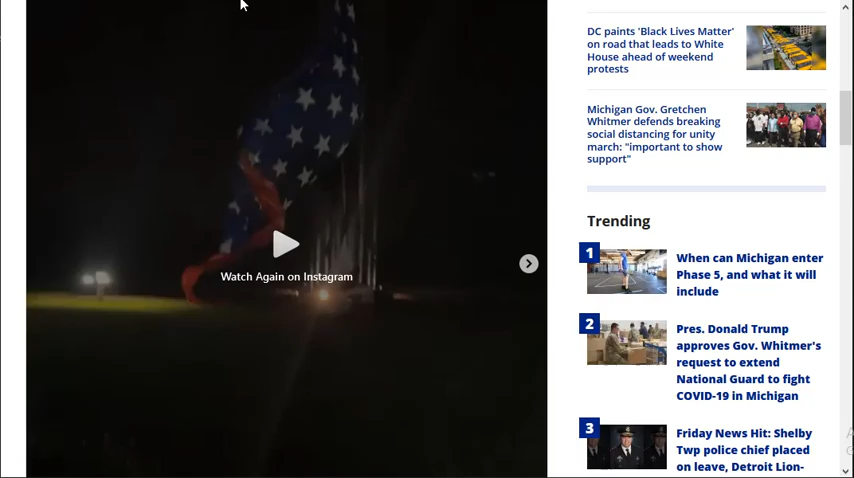 DC paints 'Black Lives Matter'
on road that leads to White
House ahead of weekend
protests
Michigan Gov. Gretchen
Whitmer defends breaking
social distancing for unity
march: "important to show
support"
Trending
Watch Again on Instagram
1
When can Michigan enter
Phase 5, and what it will
include
2
Pres. Donald Trump
approves Gov. Whitmer's
request to extend
National Guard to fight
COVID-19 in Michigan
3
Friday News Hit: Shelby
Twp police chief placed
on leave, Detroit Lion-